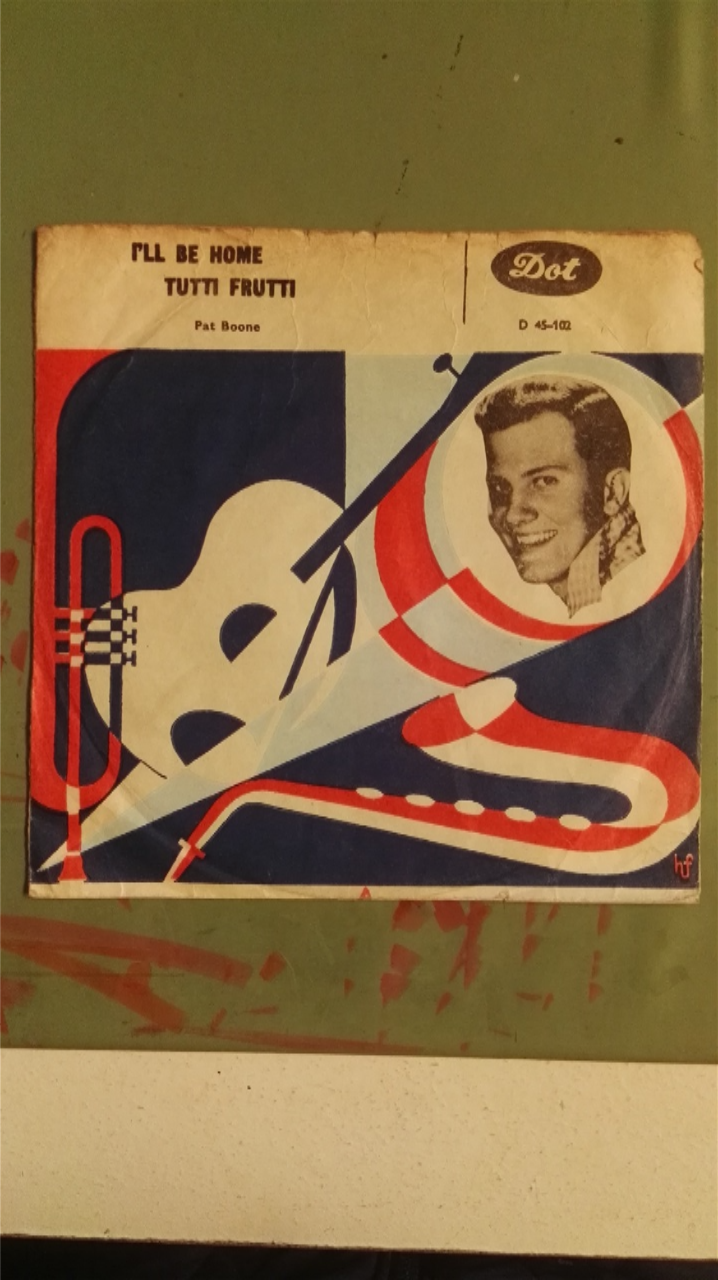 I'LL BE HOME
TUTTI FRUTTI
Pat Boone
Dot
D 45-102
hf